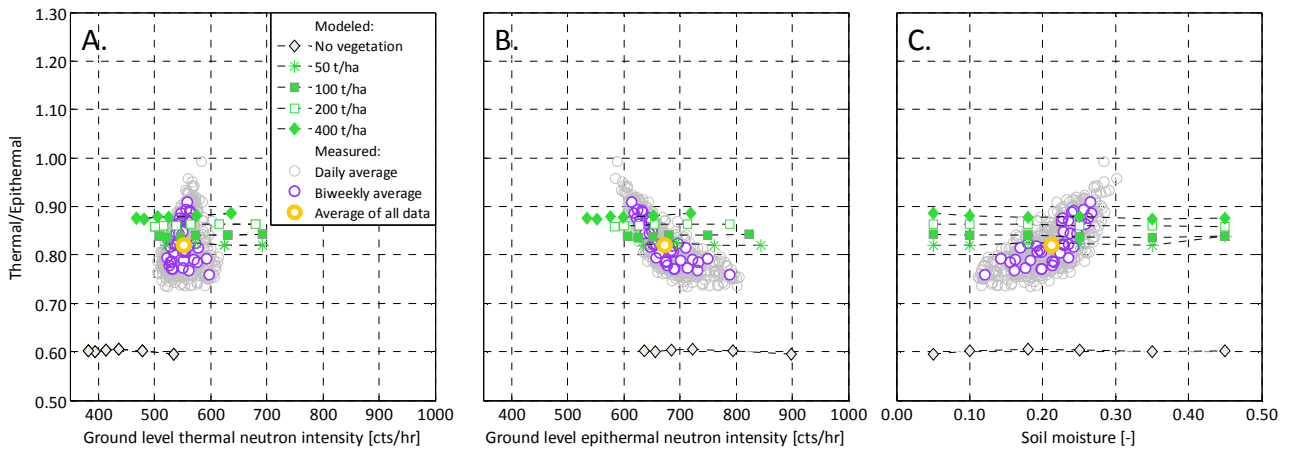 Thermal/Epithermal
1.30
1.20
1.10
1.00
0.90
0.80
0.70
0.60
0.50
A.
Modeled:
No vegetation
50 t/ha
100 t/ha
200 t/ha
400 t/ha
Measured:
Daily average
Biweekly average
Average of all data
400 500 600 700 800 900 1000
Ground level thermal neutron intensity [cts/hr]
B.
400 500 600 700 800 900 1000
Ground level epithermal neutron intensity [cts/hr]
C.
0.00 0.10 0.20 0.30 0.40 0.50
Soil moisture [-]